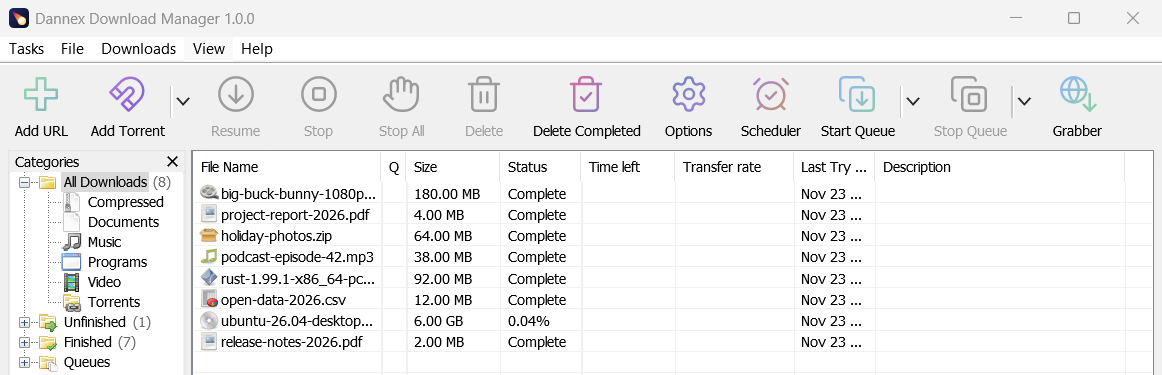 Dannex Download Manager 1.0.0
Tasks File Downloads View Help
Add URL Add Torrent Resume Stop Stop All Delete Delete Completed Options Scheduler Start Queue Stop Queue Grabber
Categories
All Downloads (8)
Compressed
Documents
Music
Programs
Video
Torrents
Unfinished (1)
Finished (7)
Queues
File Name Q Size Status Time left Transfer rate Last Try ... Description
big-buck-bunny-1080p... 180.00 MB Complete Nov 23 ...
project-report-2026.pdf 4.00 MB Complete Nov 23 ...
holiday-photos.zip 64.00 MB Complete Nov 23 ...
podcast-episode-42.mp3 38.00 MB Complete Nov 23 ...
rust-1.99.1-x86_64-pc... 92.00 MB Complete Nov 23 ...
open-data-2026.csv 12.00 MB Complete Nov 23 ...
ubuntu-26.04-desktop... 6.00 GB 0.04% Nov 23 ...
release-notes-2026.pdf 2.00 MB Complete Nov 23 ...